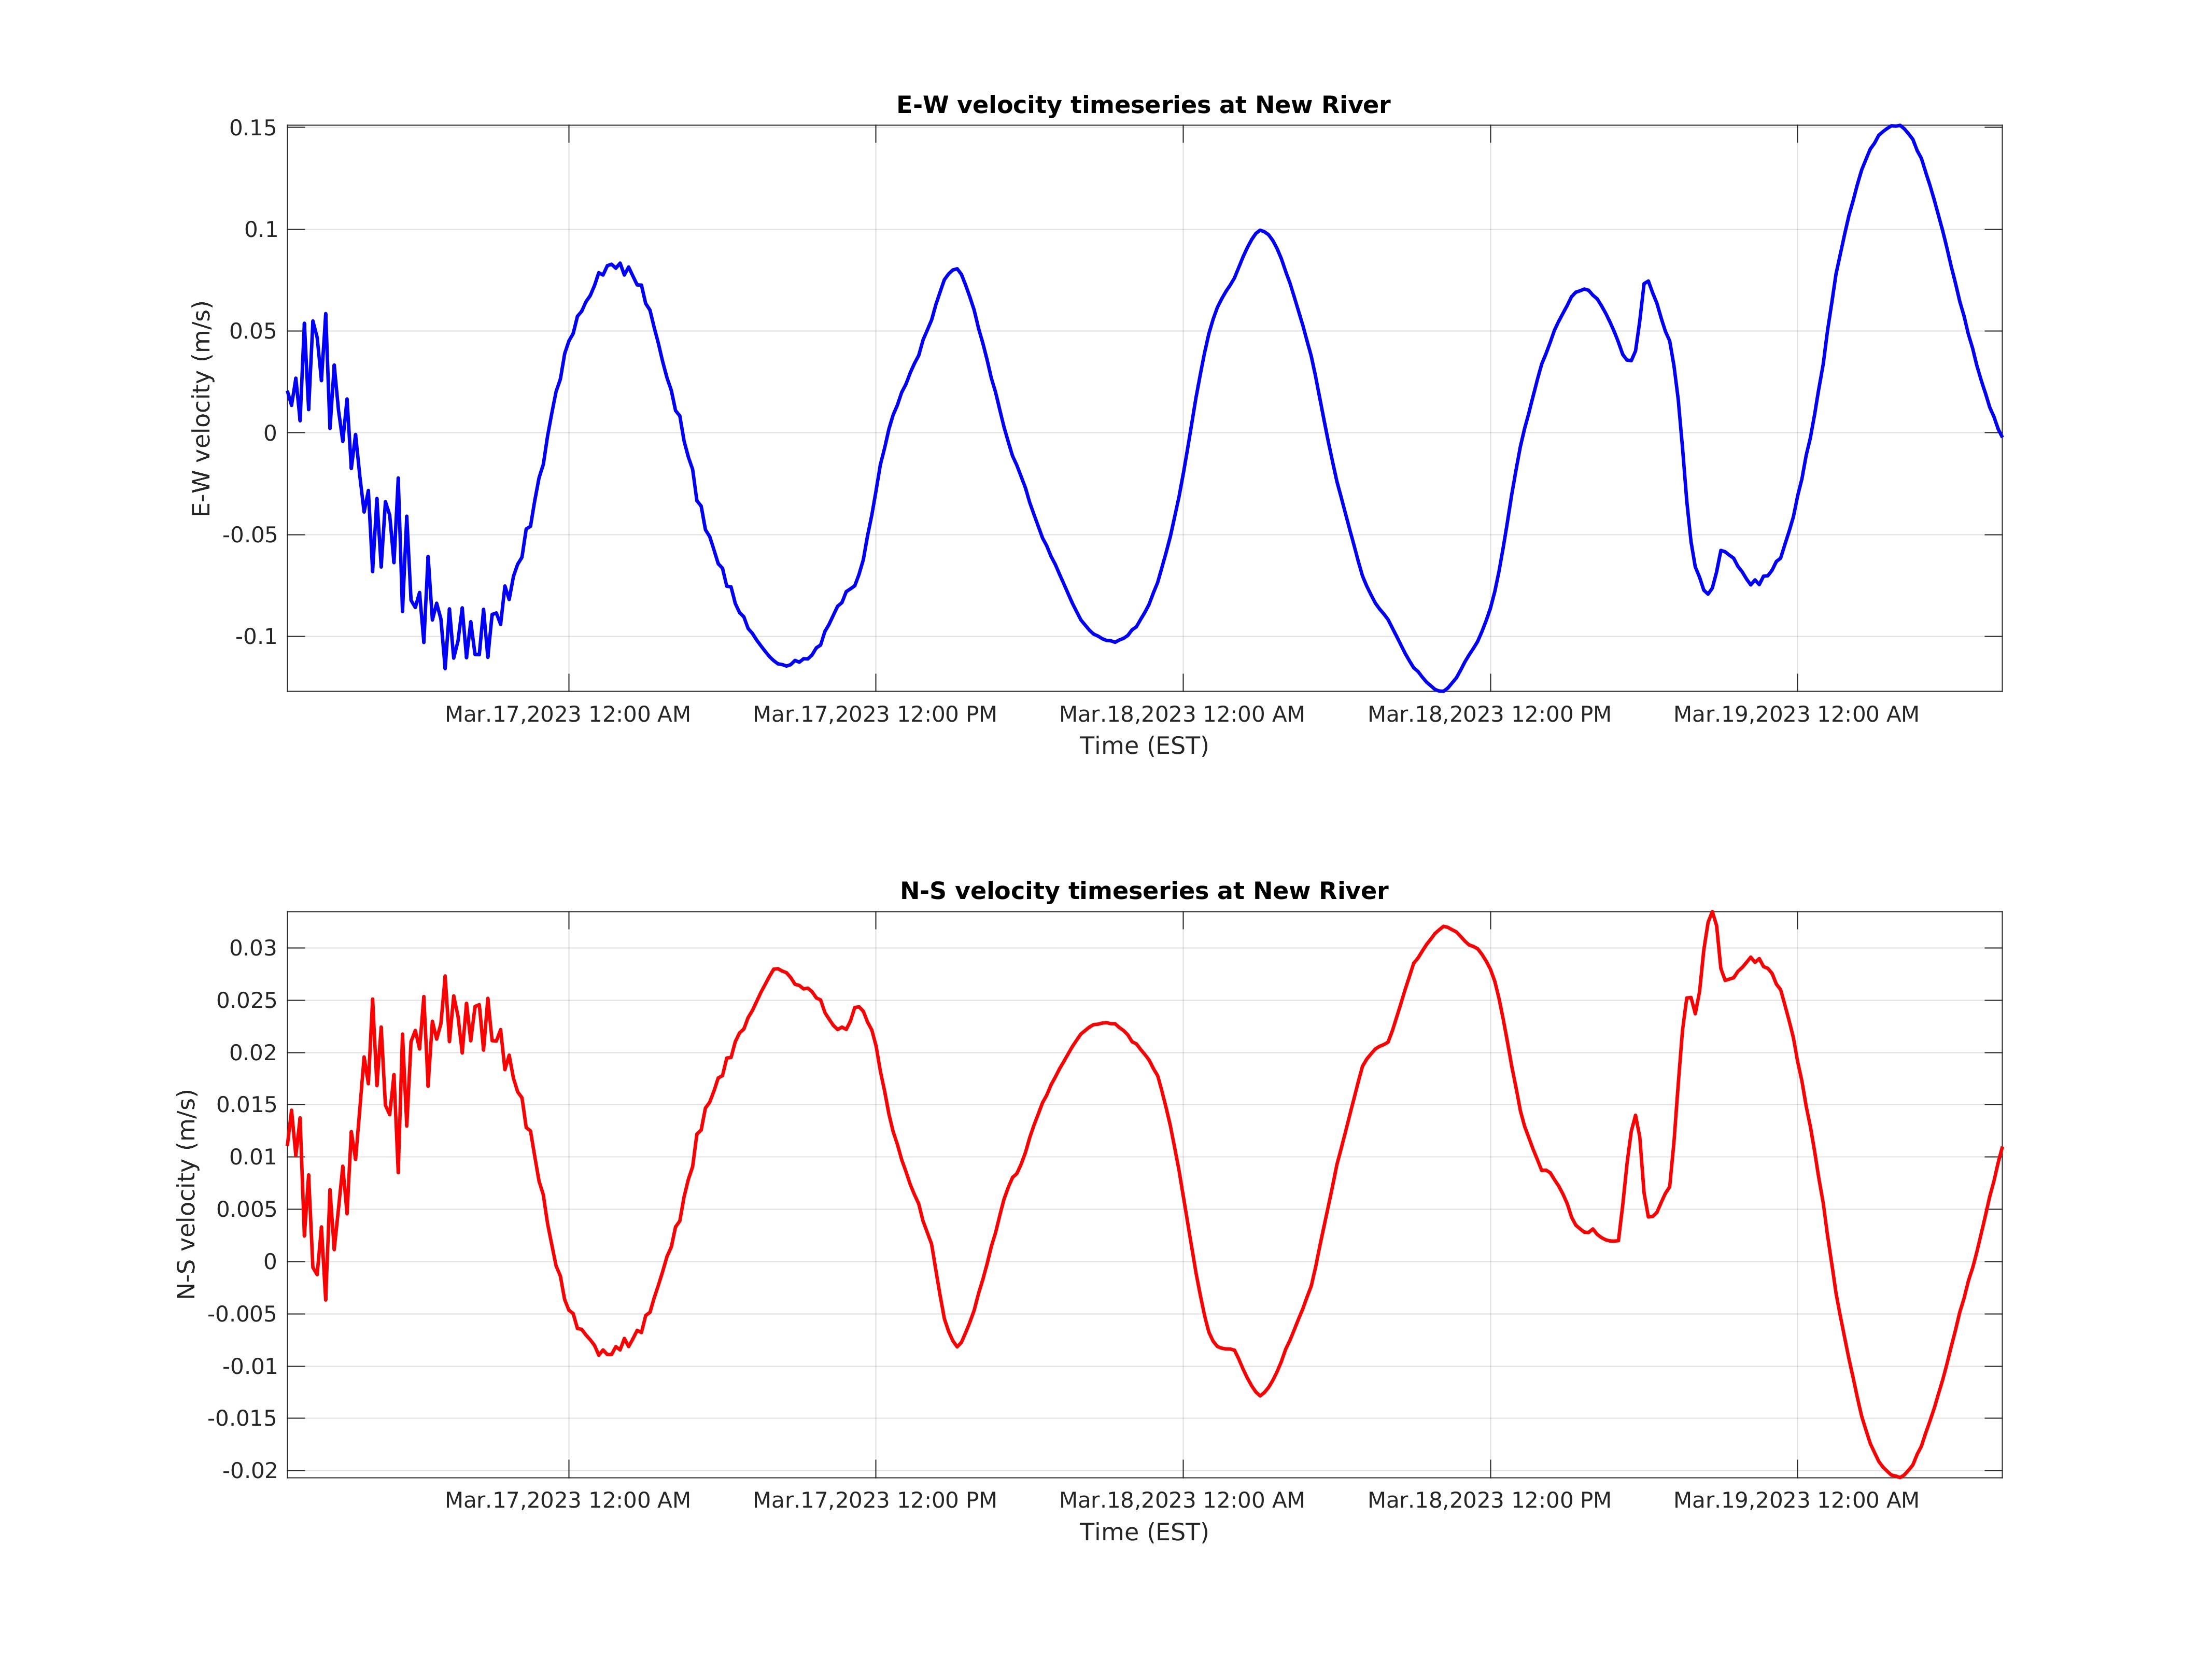 E-W velocity timeseries at New River
E-W velocity (m/s)
0.15
0.1
0.05
0
-0.05
-0.1
Mar.17,2023 12:00 AM
Mar.17,2023 12:00 PM
Mar.18,2023 12:00 AM
Mar.18,2023 12:00 PM
Mar.19,2023 12:00 AM
Time (EST)
N-S velocity timeseries at New River
N-S velocity (m/s)
0.03
0.025
0.02
0.015
0.01
0.005
0
-0.005
-0.01
-0.015
-0.02
Mar.17,2023 12:00 AM
Mar.17,2023 12:00 PM
Mar.18,2023 12:00 AM
Mar.18,2023 12:00 PM
Mar.19,2023 12:00 AM
Time (EST)